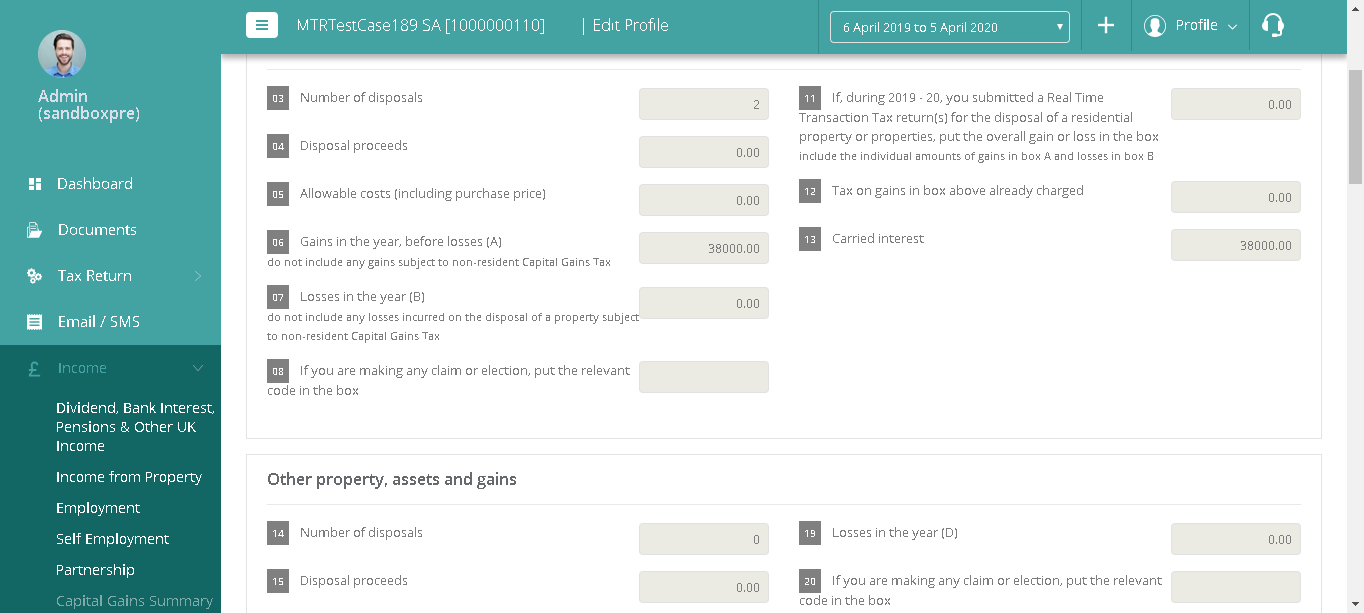 MTRTestCase189 SA [1000000110] | Edit Profile
6 April 2019 to 5 April 2020
Profile
Admin
(sandboxpre)
Dashboard
Documents
Tax Return
Email / SMS
£ Income
Dividend, Bank Interest,
Pensions & Other UK
Income
Income from Property
Employment
Self Employment
Partnership
Capital Gains Summary
03 Number of disposals 2
04 Disposal proceeds 0.00
05 Allowable costs (including purchase price) 0.00
06 Gains in the year, before losses (A) 38000.00
do not include any gains subject to non-resident Capital Gains Tax
07 Losses in the year (B) 0.00
do not include any losses incurred on the disposal of a property subject
to non-resident Capital Gains Tax
08 If you are making any claim or election, put the relevant
code in the box
11 If, during 2019 - 20, you submitted a Real Time 0.00
Transaction Tax return(s) for the disposal of a residential
property or properties, put the overall gain or loss in the box
include the individual amounts of gains in box A and losses in box B
12 Tax on gains in box above already charged 0.00
13 Carried interest 38000.00
Other property, assets and gains
14 Number of disposals 0
15 Disposal proceeds 0.00
19 Losses in the year (D) 0.00
20 If you are making any claim or election, put the relevant
code in the box